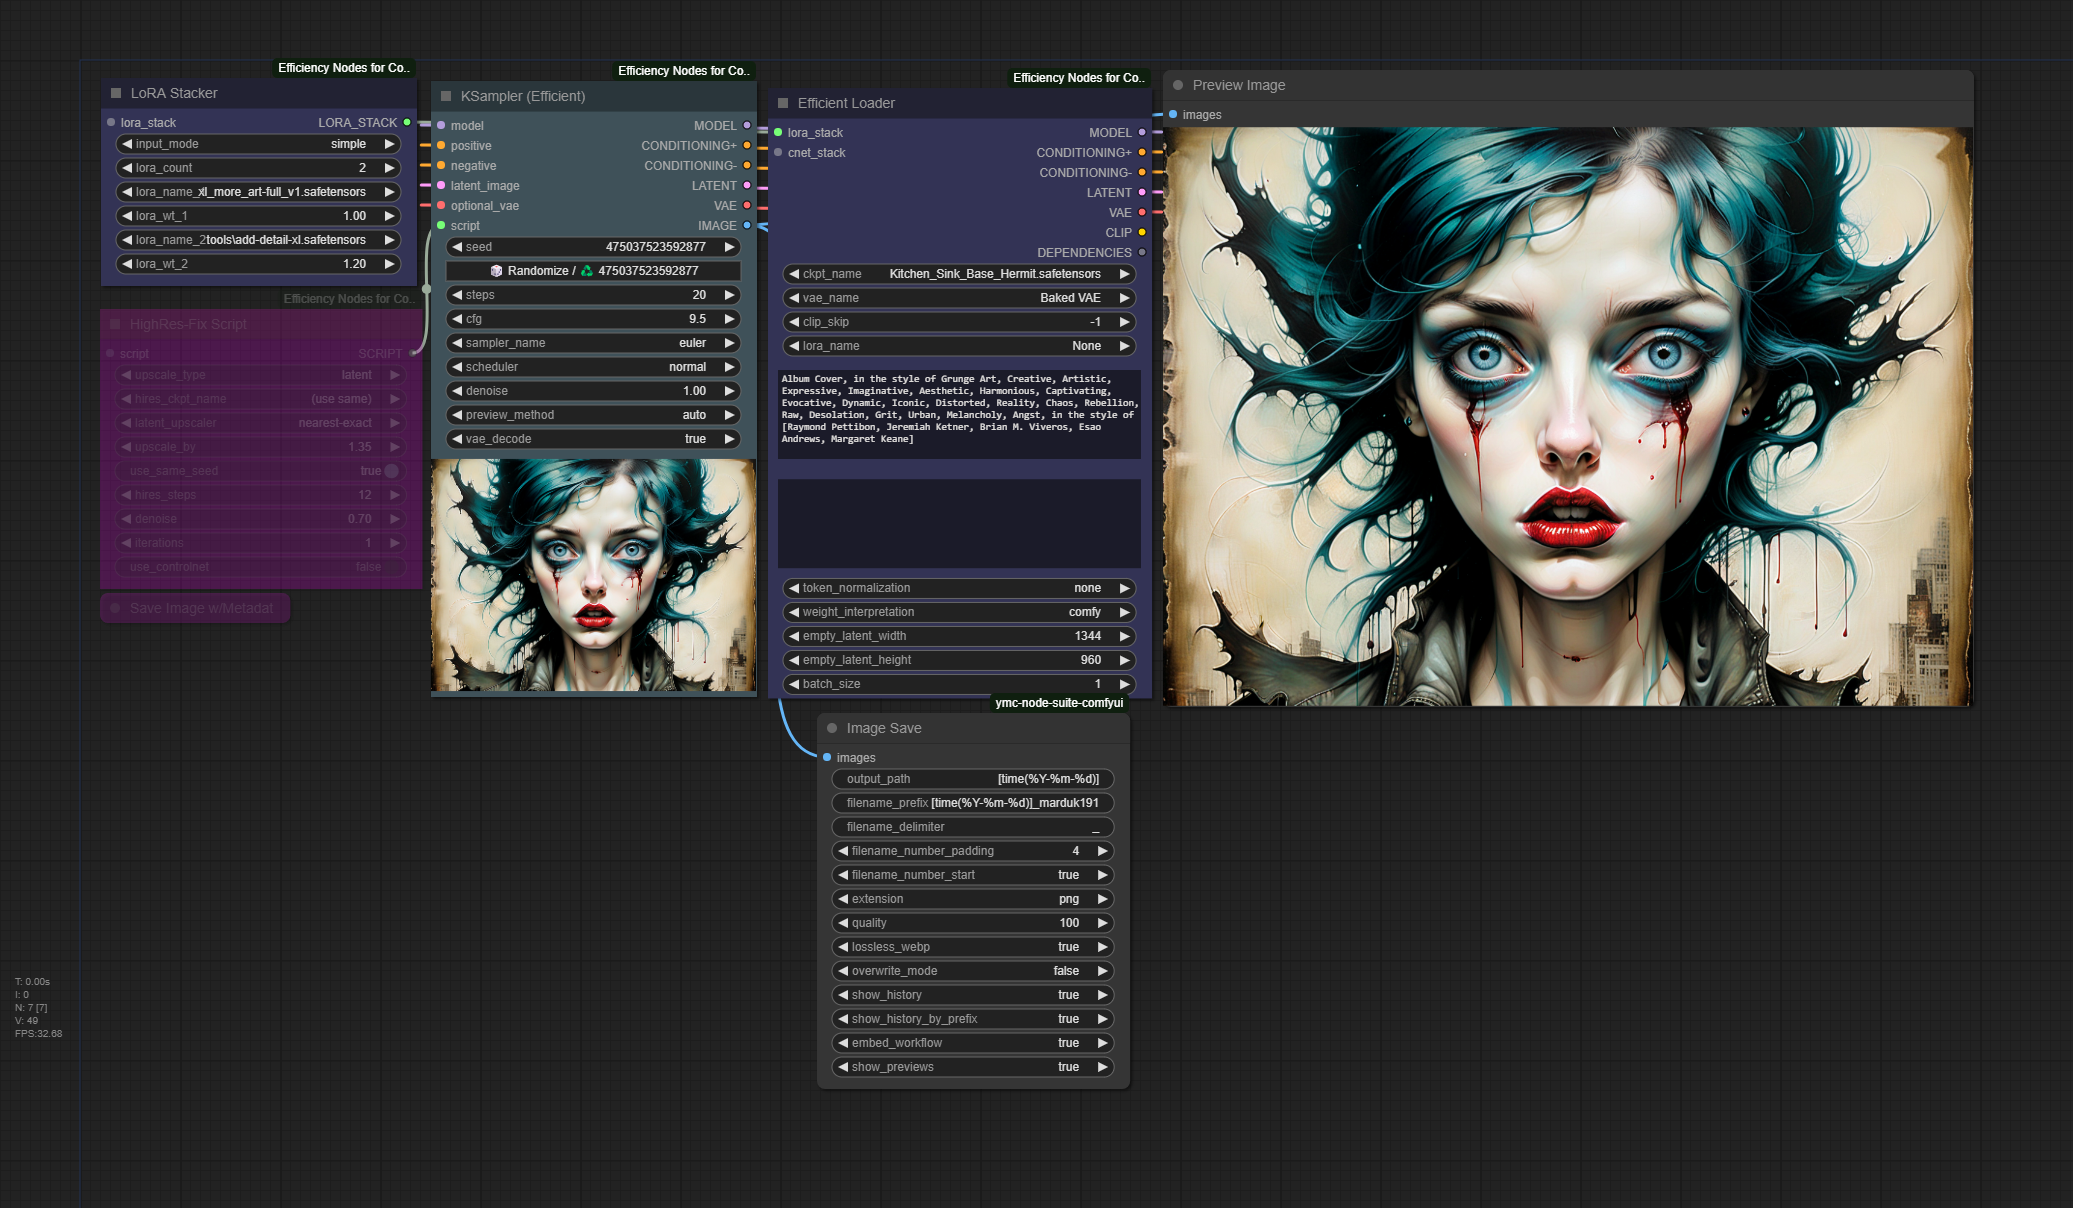 Efficiency Nodes for Co..
LoRA Stacker
lora_stack LORA_STACK
input_mode simple
lora_count 2
lora_name_ xl_more_art-full_v1.safetensors
lora_wt_1 1.00
lora_name_2 tools\add-detail-xl.safetensors
lora_wt_2 1.20
Efficiency Nodes for Co..
HighRes-Fix Script
script SCRIPT
upscale_type latent
hires_ckpt_name (use same)
latent_upscaler nearest-exact
upscale_by 1.35
use_same_seed true
hires_steps 12
denoise 0.70
iterations 1
use_controlnet false
Save Image w/Metadat
Efficiency Nodes for Co..
KSampler (Efficient)
model MODEL
positive CONDITIONING+
negative CONDITIONING-
latent_image LATENT
optional_vae VAE
script IMAGE
seed 475037523592877
Randomize / 475037523592877
steps 20
cfg 9.5
sampler_name euler
scheduler normal
denoise 1.00
preview_method auto
vae_decode true
Efficiency Nodes for Co..
Efficient Loader
lora_stack MODEL
cnet_stack CONDITIONING+
CONDITIONING-
LATENT
VAE
CLIP
DEPENDENCIES
ckpt_name Kitchen_Sink_Base_Hermit.safetensors
vae_name Baked VAE
clip_skip -1
lora_name None
Album Cover, in the style of Grunge Art, Creative, Artistic,
Expressive, Imaginative, Aesthetic, Harmonious, Captivating,
Evocative, Dynamic, Iconic, Distorted, Reality, Chaos, Rebellion,
Raw, Desolation, Grit, Urban, Melancholy, Angst, in the style of
[Raymond Pettibon, Jeremiah Ketner, Brian M. Viveros, Esao
Andrews, Margaret Keane]
token_normalization none
weight_interpretation comfy
empty_latent_width 1344
empty_latent_height 960
batch_size 1
ymc-node-suite-comfyui
Image Save
images
output_path [time(%Y-%m-%d)]
filename_prefix [time(%Y-%m-%d)]_marduk191
filename_delimiter _
filename_number_padding 4
filename_number_start true
extension png
quality 100
lossless_webp true
overwrite_mode false
show_history true
show_history_by_prefix true
embed_workflow true
show_previews true
Preview Image
images
T: 0.00s
I: 0
N: 7 [7]
V: 49
FPS:32.68